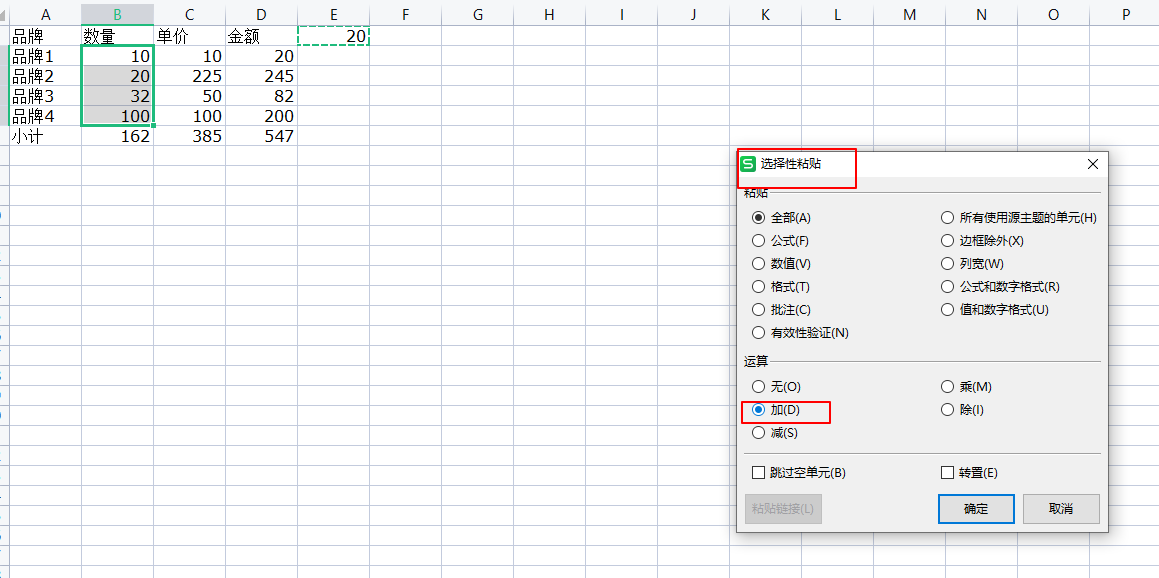 A B C D E F G H I J K L M N O P
品牌 数量 单价 金额 20
品牌1 10 10 20
品牌2 20 225 245
品牌3 32 50 82
品牌4 100 100 200
小计 162 385 547
选择性粘贴
粘贴
全部(A) 所有使用源主题的单元(H)
公式(F) 边框除外(X)
数值(V) 列宽(W)
格式(T) 公式和数字格式(R)
批注(C) 值和数字格式(U)
有效性验证(N)
运算
无(O) 乘(M)
加(D) 除(I)
减(S)
跳过空单元(B) 转置(E)
粘贴链接(L) 确定 取消